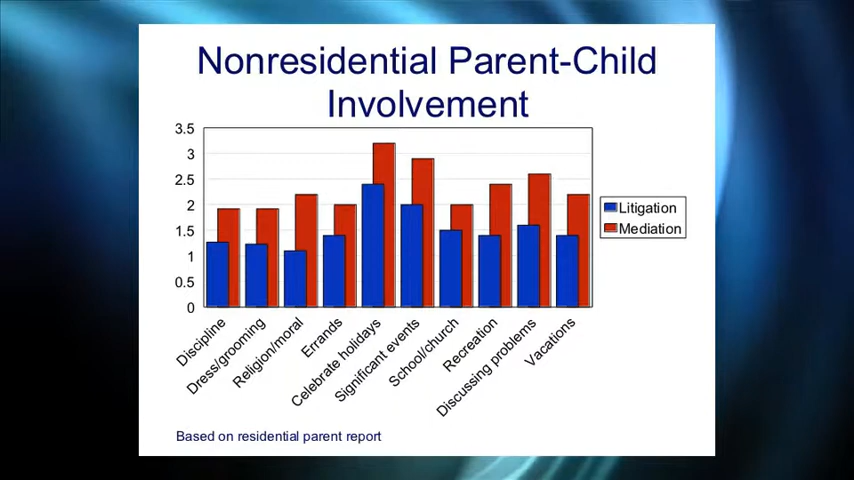 Nonresidential Parent-Child
Involvement
3.5
3
2.5
2
1.5
1
0.5
0
Litigation
Mediation
Discipline
Dress/grooming
Religion/moral
Errands
Celebrate holidays
Significant events
School/church
Recreation
Discussing problems
Vacations
Based on residential parent report